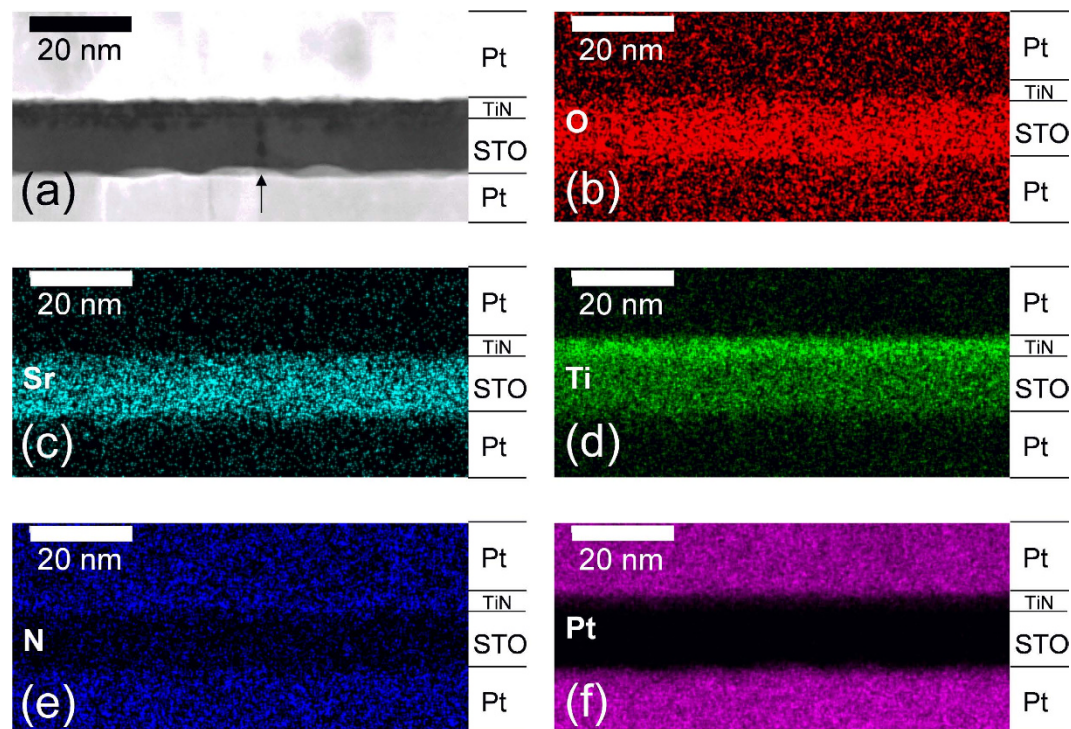 20 nm
Pt
TiN
STO
Pt
(a)
20 nm
Pt
TiN
O
STO
Pt
(b)
20 nm
Pt
TiN
Sr
STO
Pt
(c)
20 nm
Pt
TiN
Ti
STO
Pt
(d)
20 nm
Pt
TiN
N
STO
Pt
(e)
20 nm
Pt
TiN
Pt
STO
Pt
(f)